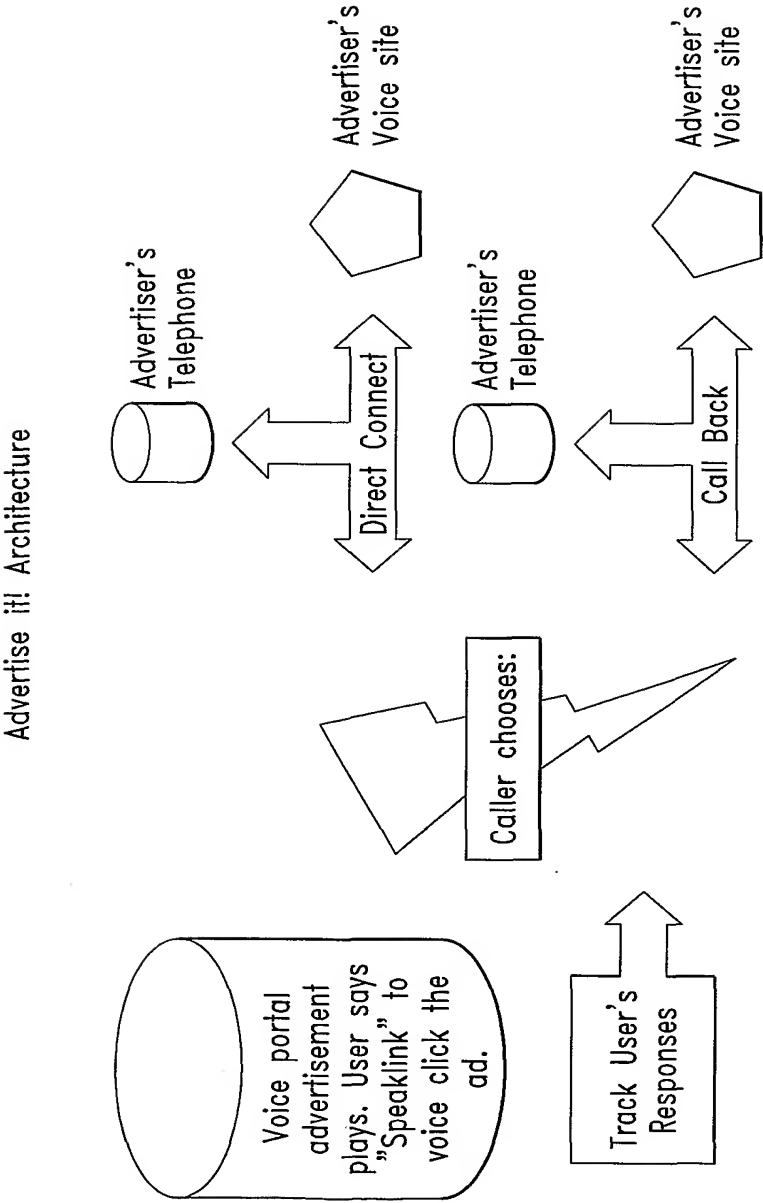 Advertise it! Architecture
Voice portal
advertisement
plays. User says
"Speaklink" to
voice click the
ad.
Track User's
Responses
Caller chooses:
Advertiser's
Telephone
Direct Connect
Advertiser's
Voice site
Advertiser's
Telephone
Call Back
Advertiser's
Voice site